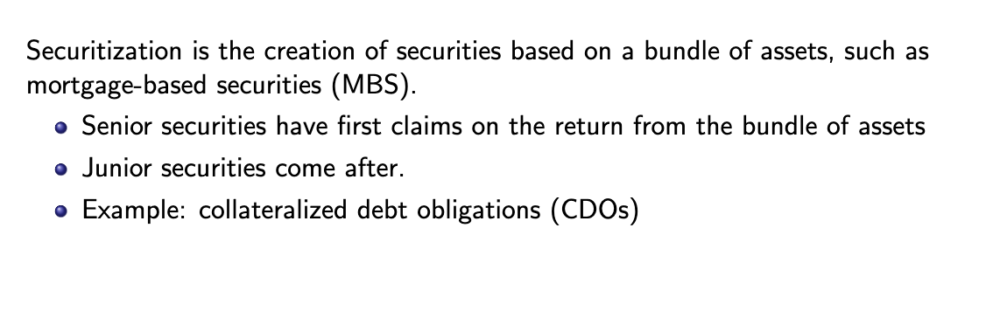 Securitization is the creation of securities based on a bundle of assets, such as
mortgage-based securities (MBS).
Senior securities have first claims on the return from the bundle of assets
Junior securities come after.
Example: collateralized debt obligations (CDOs)